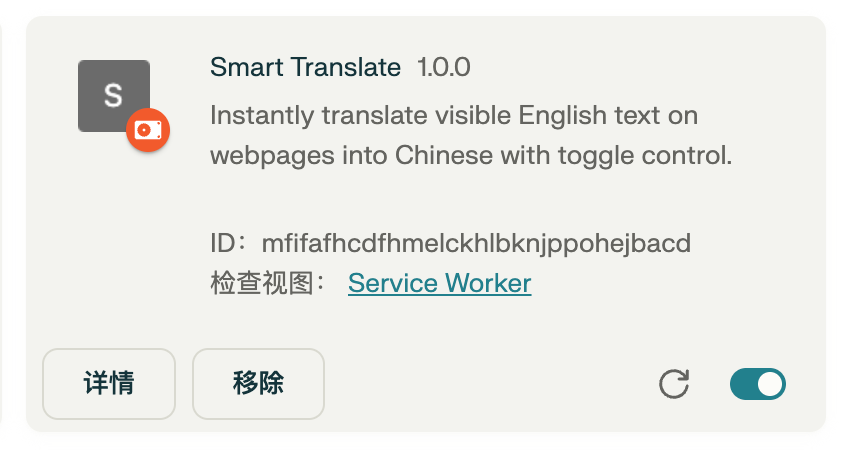 S
Smart Translate 1.0.0
Instantly translate visible English text on
webpages into Chinese with toggle control.
ID：mfifafhcdfhmelckhlbknjppohejbacd
检查视图：Service Worker
详情
移除